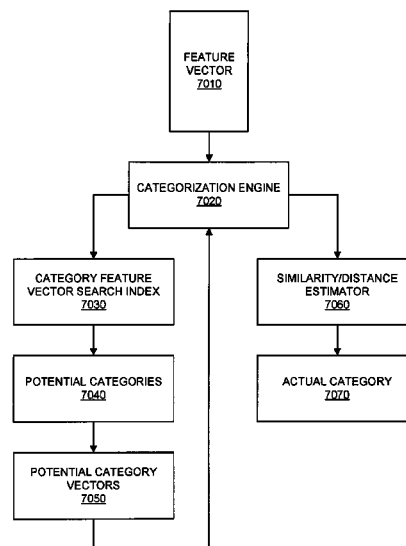 FEATURE
VECTOR
7010
CATEGORIZATION ENGINE
7020
CATEGORY FEATURE
VECTOR SEARCH INDEX
7030
SIMILARITY/DISTANCE
ESTIMATOR
7060
POTENTIAL CATEGORIES
7040
ACTUAL CATEGORY
7070
POTENTIAL CATEGORY
VECTORS
7050